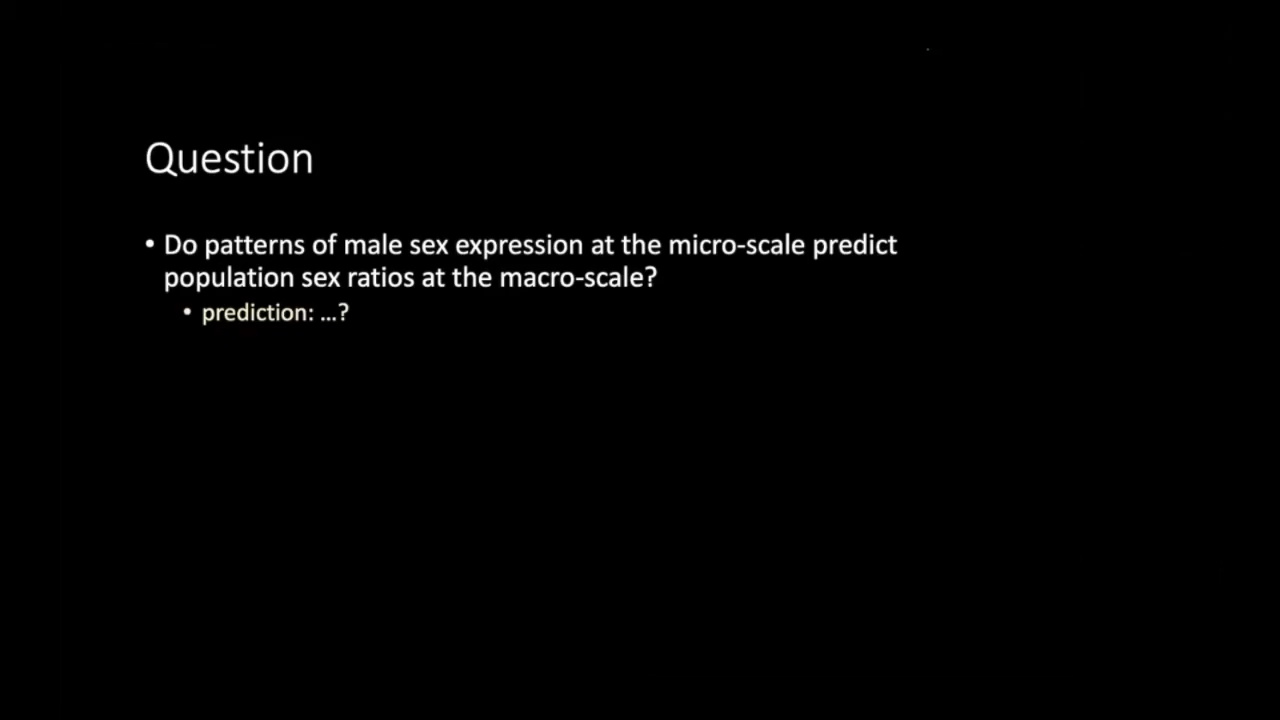 Question
• Do patterns of male sex expression at the micro-scale predict
population sex ratios at the macro-scale?
• prediction: ...?